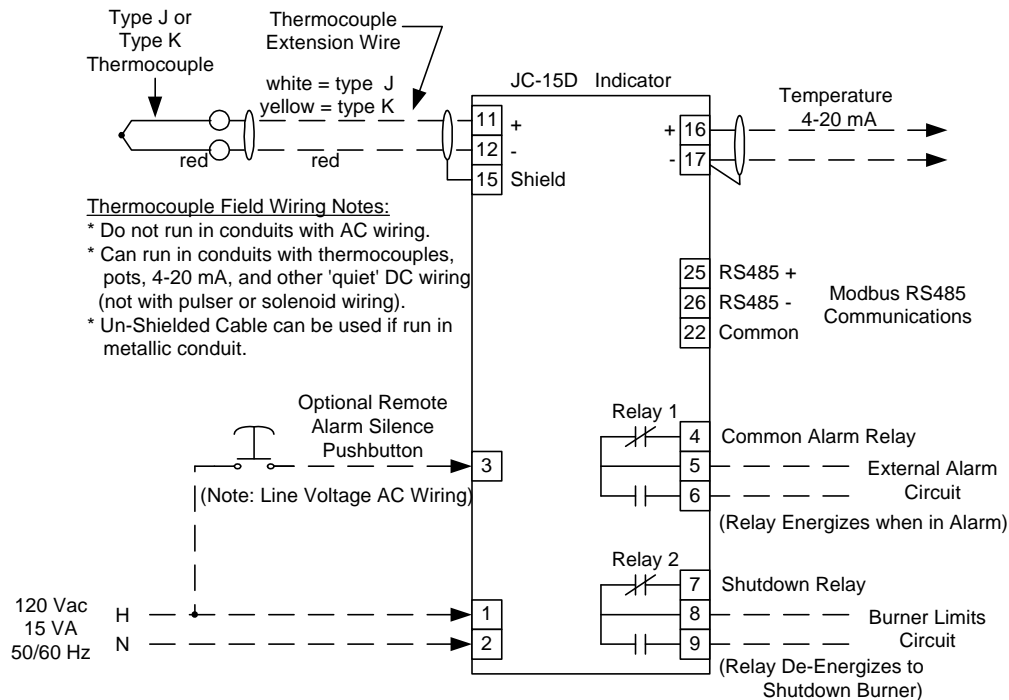 Type J or
Type K
Thermocouple
Thermocouple
Extension Wire
white = type J
yellow = type K
red
red
JC-15D Indicator
11 +
12 -
15 Shield
+ 16
- 17
Temperature
4-20 mA
Thermocouple Field Wiring Notes:
* Do not run in conduits with AC wiring.
* Can run in conduits with thermocouples,
pots, 4-20 mA, and other 'quiet' DC wiring
(not with pulser or solenoid wiring).
* Un-Shielded Cable can be used if run in
metallic conduit.
25 RS485 +
26 RS485 -
22 Common
Modbus RS485
Communications
Optional Remote
Alarm Silence
Pushbutton
3
(Note: Line Voltage AC Wiring)
Relay 1
4 Common Alarm Relay
5
6
External Alarm
Circuit
(Relay Energizes when in Alarm)
Relay 2
7 Shutdown Relay
8
9
Burner Limits
Circuit
(Relay De-Energizes to
Shutdown Burner)
120 Vac
15 VA
50/60 Hz
H
N
1
2